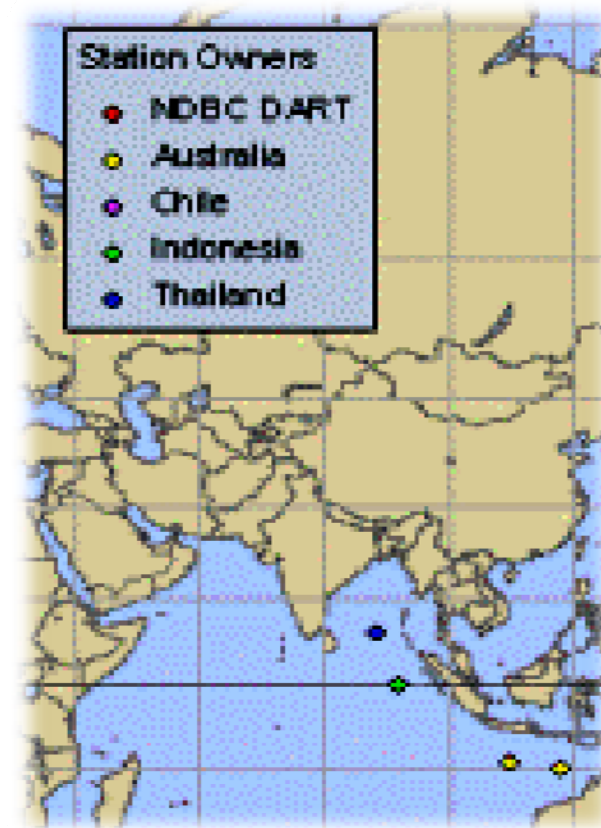 Station Owners
NDBC DART
Australia
Chile
Indonesia
Thailand